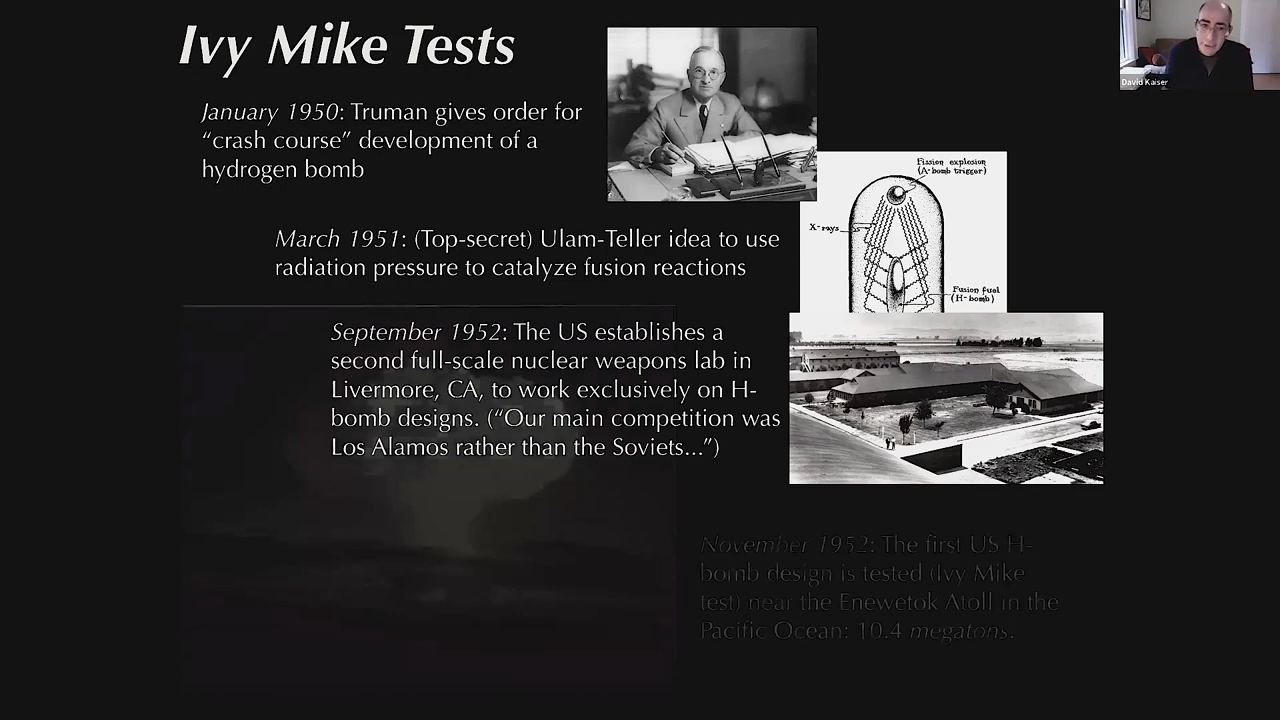 Ivy Mike Tests
January 1950: Truman gives order for
“crash course” development of a
hydrogen bomb
Fission explosion
(A-bomb trigger)
X-rays
March 1951: (Top-secret) Ulam-Teller idea to use
radiation pressure to catalyze fusion reactions
Fusion fuel
(H-bomb)
September 1952: The US establishes a
second full-scale nuclear weapons lab in
Livermore, CA, to work exclusively on H-
bomb designs. (“Our main competition was
Los Alamos rather than the Soviets...”)
November 1952: The first US H-
bomb design is tested (Ivy Mike
test) near the Enewetok Atoll in the
Pacific Ocean: 10.4 megatons.
David Kaiser